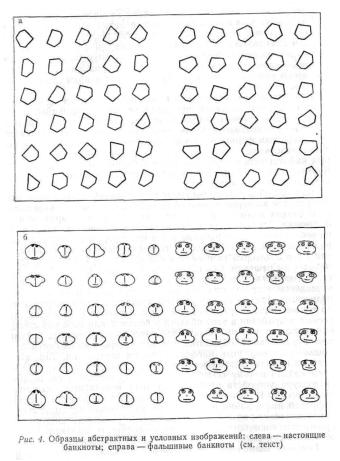 а
б
Рис. 4. Образцы абстрактных и условных изображений: слева — настоящие
банкноты; справа — фальшивые банкноты (см. текст)